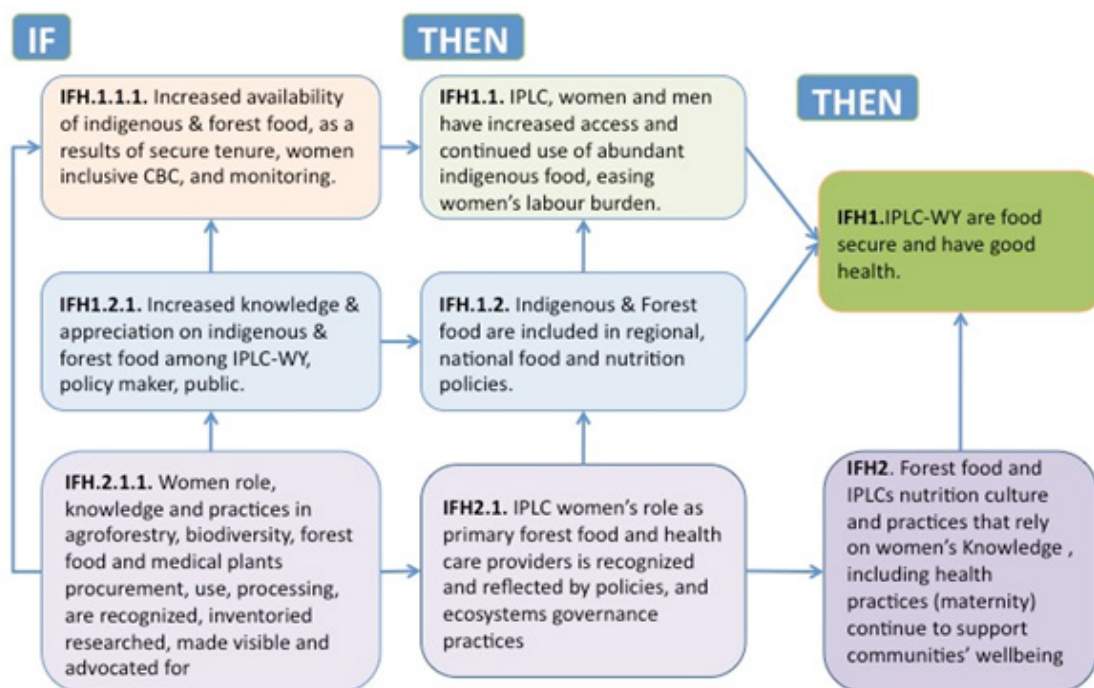 IF
THEN
THEN
IFH.1.1.1. Increased availability
of indigenous & forest food, as a
results of secure tenure, women
inclusive CBC, and monitoring.
IFH1.1. IPLC, women and men
have increased access and
continued use of abundant
indigenous food, easing
women's labour burden.
IFH1.IPLC-WY are food
secure and have good
health.
IFH1.2.1. Increased knowledge &
appreciation on indigenous &
forest food among IPLC-WY,
policy maker, public.
IFH.1.2. Indigenous & Forest
food are included in regional,
national food and nutrition
policies.
IFH.2.1.1. Women role,
knowledge and practices in
agroforestry, biodiversity, forest
food and medical plants
procurement, use, processing,
are recognized, inventoried
researched, made visible and
advocated for
IFH2.1. IPLC women's role as
primary forest food and health
care providers is recognized
and reflected by policies, and
ecosystems governance
practices
IFH2. Forest food and
IPLCs nutrition culture
and practices that rely
on women's Knowledge ,
including health
practices (maternity)
continue to support
communities' wellbeing